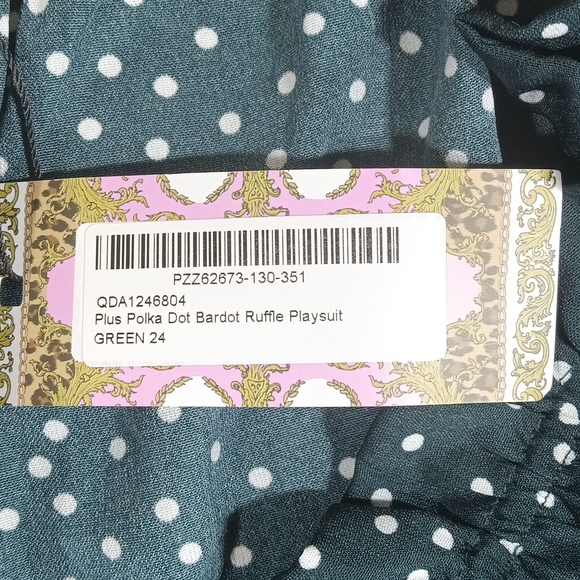 PZZ62673-130-351
QDA1246804
Plus Polka Dot Bardot Ruffle Playsuit
GREEN 24